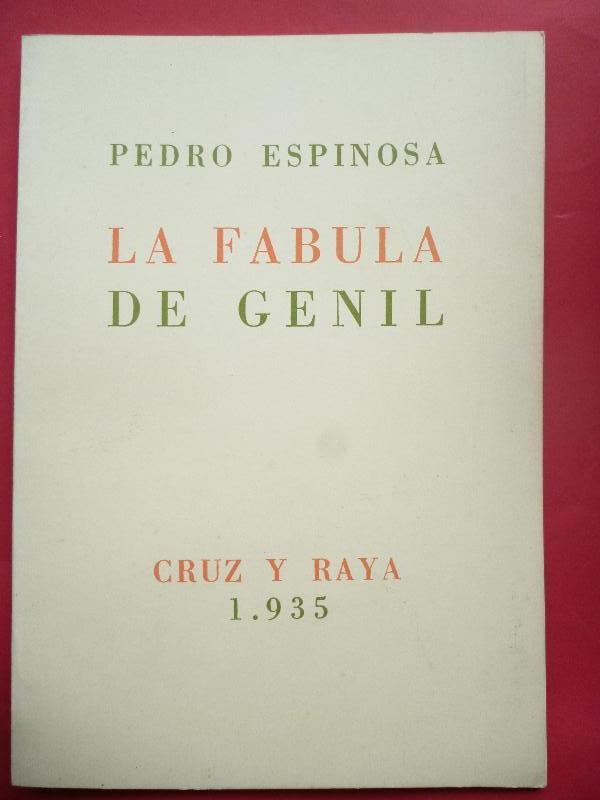 PEDRO ESPINOSA
LA FABULA
DE GENIL
CRUZ Y RAYA
1.935